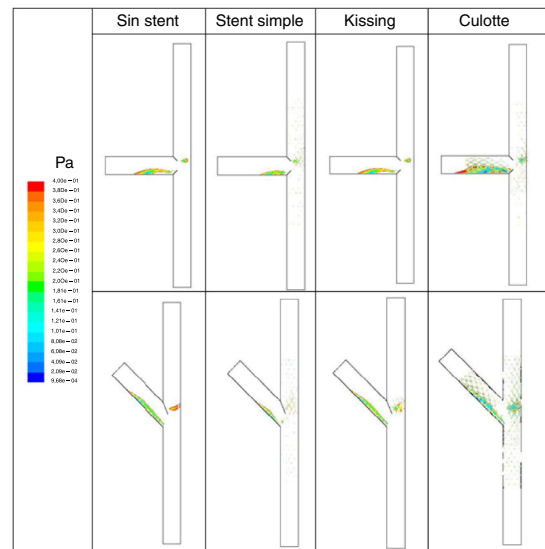 Sin stent
Stent simple
Kissing
Culotte
Pa
4,00e−01
3,80e−01
3,60e−01
3,40e−01
3,20e−01
3,00e−01
2,80e−01
2,60e−01
2,40e−01
2,20e−01
2,00e−01
1,81e−01
1,61e−01
1,41e−01
1,21e−01
1,01e−01
8,08e−02
6,08e−02
4,09e−02
2,09e−02
9,68e−04